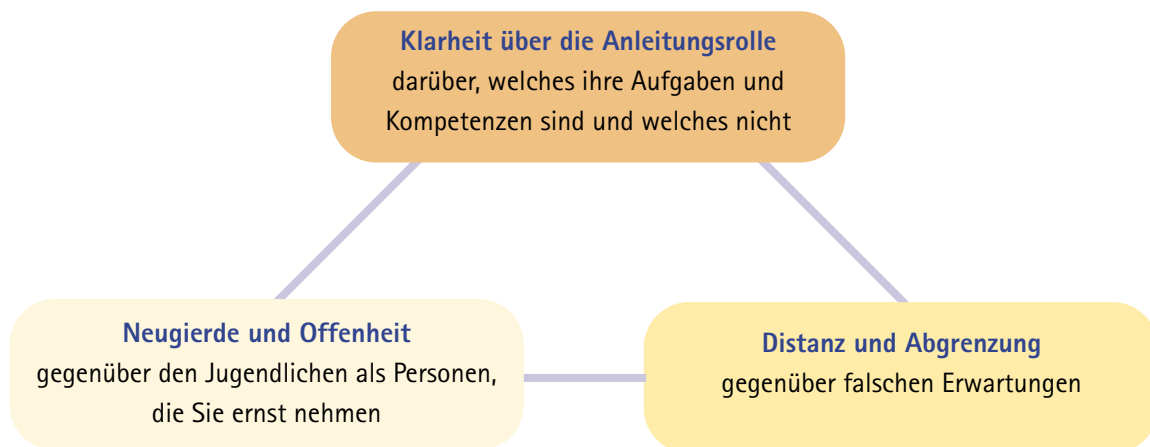 Klarheit über die Anleitungsrolle
darüber, welches ihre Aufgaben und
Kompetenzen sind und welches nicht
Neugierde und Offenheit
gegenüber den Jugendlichen als Personen,
die Sie ernst nehmen
Distanz und Abgrenzung
gegenüber falschen Erwartungen